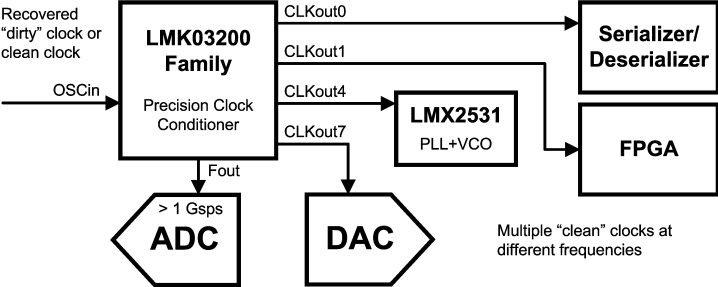 Recovered
“dirty” clock or
clean clock
OSCin
LMK03200
Family
Precision Clock
Conditioner
CLKout0
CLKout1
CLKout4
CLKout7
Fout
Serializer/
Deserializer
LMX2531
PLL+VCO
FPGA
> 1 Gsps
ADC
DAC
Multiple “clean” clocks at
different frequencies